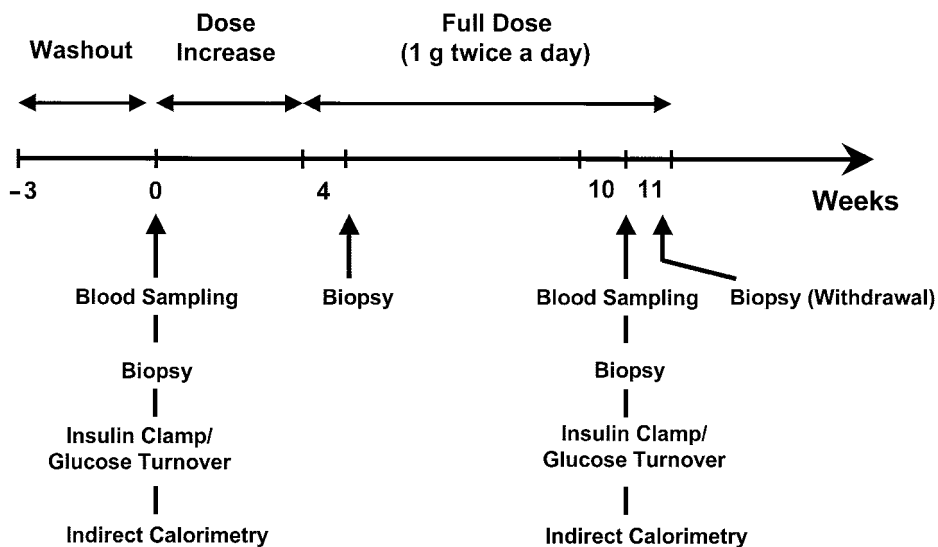 Washout
Dose
Increase
Full Dose
(1 g twice a day)
-3
0
4
10
11
Weeks
Blood Sampling
Biopsy
Blood Sampling
Biopsy (Withdrawal)
Biopsy
Biopsy
Insulin Clamp/
Glucose Turnover
Insulin Clamp/
Glucose Turnover
Indirect Calorimetry
Indirect Calorimetry